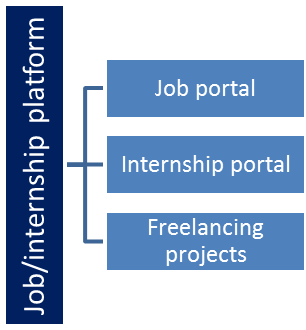 Job/internship platform
Job portal
Internship portal
Freelancing
projects